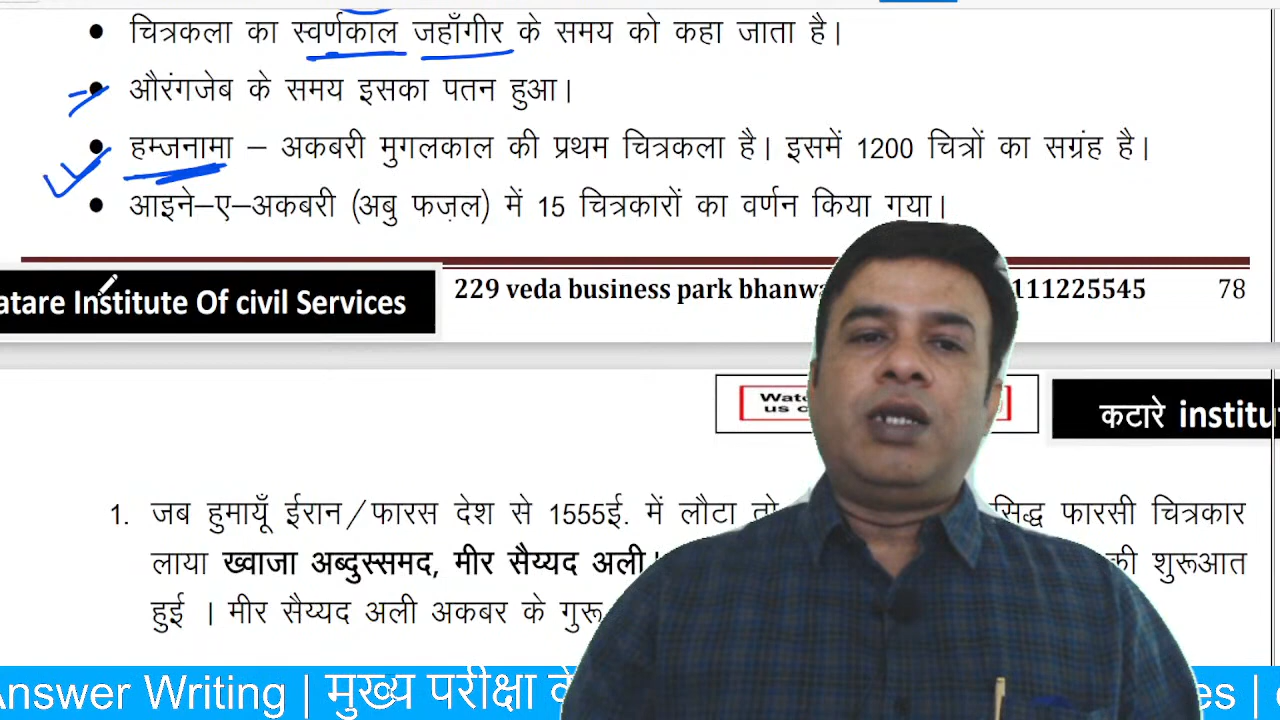 चित्रकला का स्वर्णकाल जहाँगीर के समय को कहा जाता है।
औरंगजेब के समय इसका पतन हुआ।
हम्जनामा – अकबरी मुगलकाल की प्रथम चित्रकला है। इसमें 1200 चित्रों का सग्रंह है।
आइने–ए–अकबरी (अबु फज़ल) में 15 चित्रकारों का वर्णन किया गया।
atare Institute Of civil Services 229 veda business park 111225545 78
us कटारे institu
1. जब हुमायूँ ईरान/फारस देश से 1555ई. में लौटा तो फारसी चित्रकार
लाया ख्वाजा अब्दुस्समद, मीर सैय्यद अली। की शुरूआत
हुई । मीर सैय्यद अली अकबर के गुरू
Answer Writing | मुख्य परीक्षा